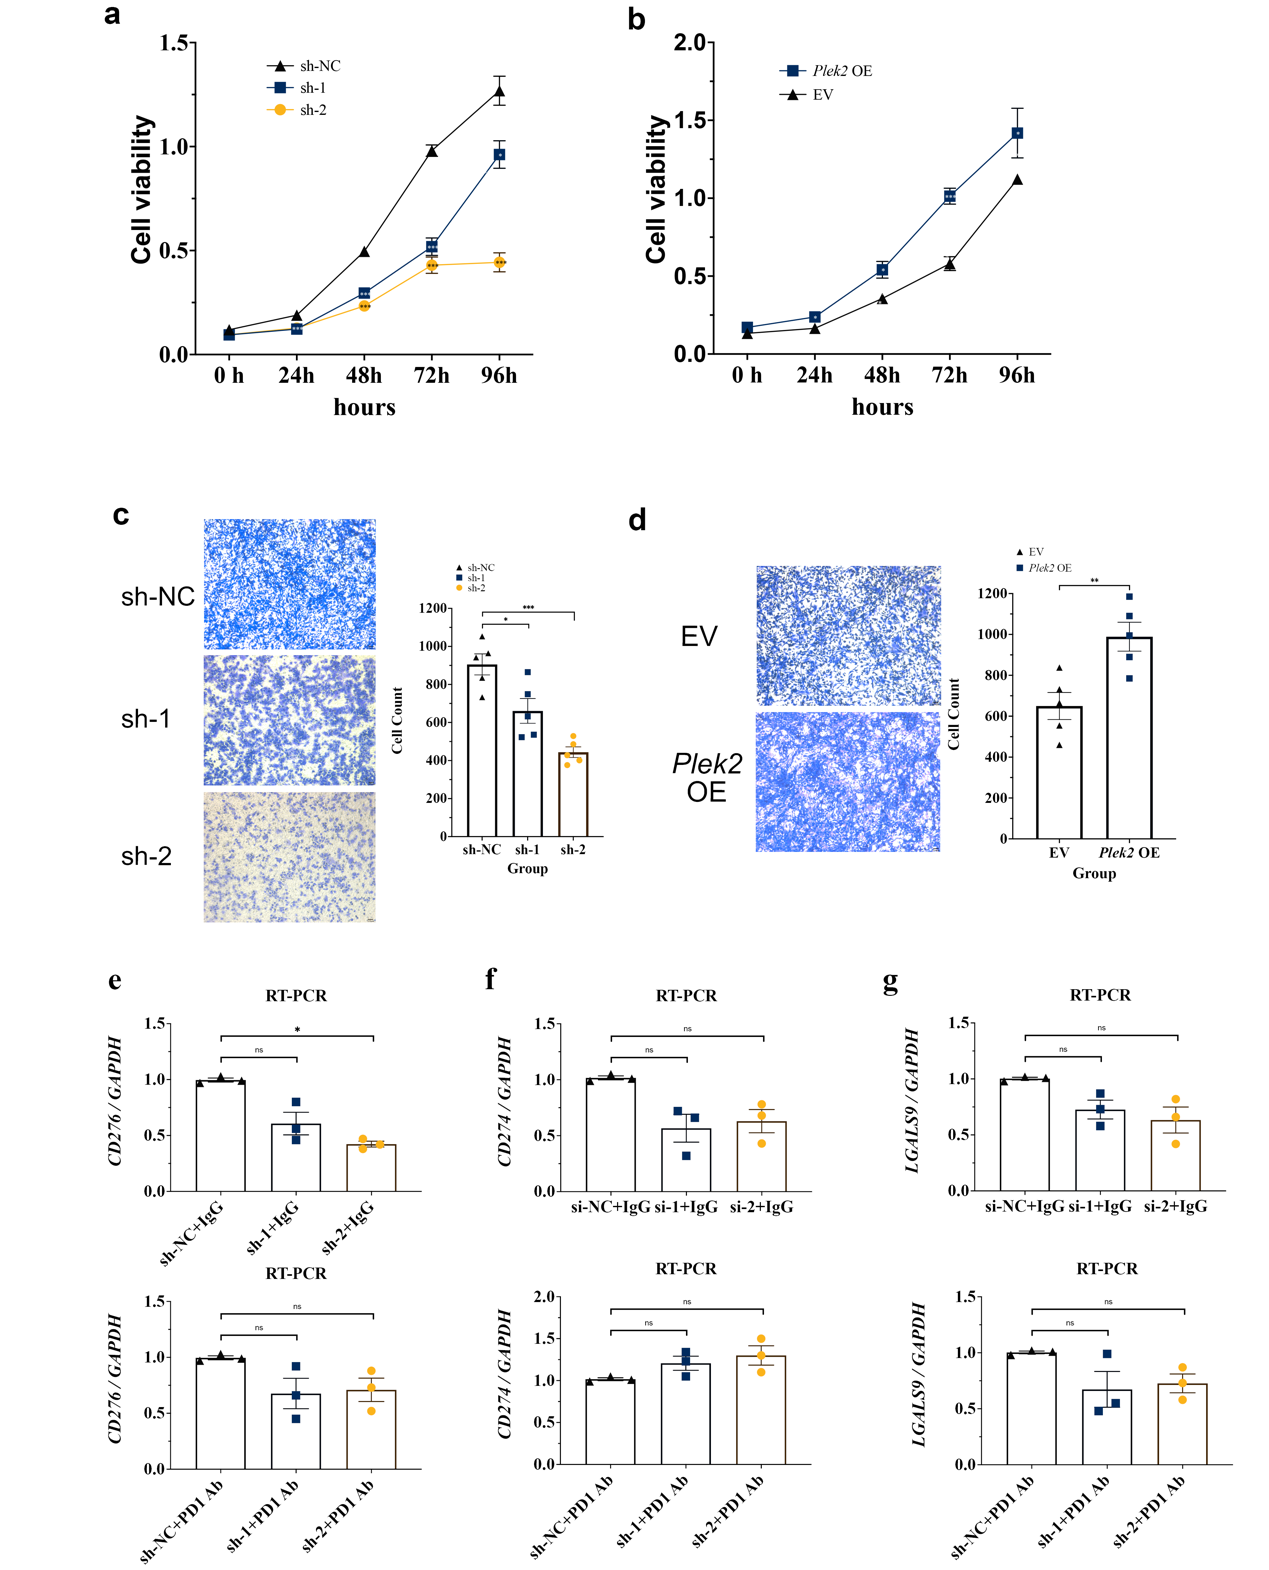 a
1.5
1.0
0.5
0.0
Cell viability
sh-NC
sh-1
sh-2
0 h 24h 48h 72h 96h
hours
b
2.0
1.5
1.0
0.5
0.0
Cell viability
Plek2 OE
EV
0 h 24h 48h 72h 96h
hours
c
sh-NC
sh-1
sh-2
sh-NC
sh-1
sh-2
***
*
1200
1000
800
600
400
200
0
Cell Count
sh-NC sh-1 sh-2
Group
d
EV
Plek2
OE
EV
Plek2 OE
**
1200
1000
800
600
400
200
0
Cell Count
EV Plek2 OE
Group
e
RT-PCR
1.5
1.0
0.5
0.0
CD276 / GAPDH
*
ns
sh-NC+IgG sh-1+IgG sh-2+IgG
RT-PCR
1.5
1.0
0.5
0.0
CD276 / GAPDH
ns
ns
sh-NC+PD1 Ab sh-1+PD1 Ab sh-2+PD1 Ab
f
RT-PCR
1.5
1.0
0.5
0.0
CD274 / GAPDH
ns
ns
si-NC+IgG si-1+IgG si-2+IgG
RT-PCR
2.0
1.5
1.0
0.5
0.0
CD274 / GAPDH
ns
ns
sh-NC+PD1 Ab sh-1+PD1 Ab sh-2+PD1 Ab
g
RT-PCR
1.5
1.0
0.5
0.0
LGALS9 / GAPDH
ns
ns
si-NC+IgG si-1+IgG si-2+IgG
RT-PCR
1.5
1.0
0.5
0.0
LGALS9 / GAPDH
ns
ns
sh-NC+PD1 Ab sh-1+PD1 Ab sh-2+PD1 Ab